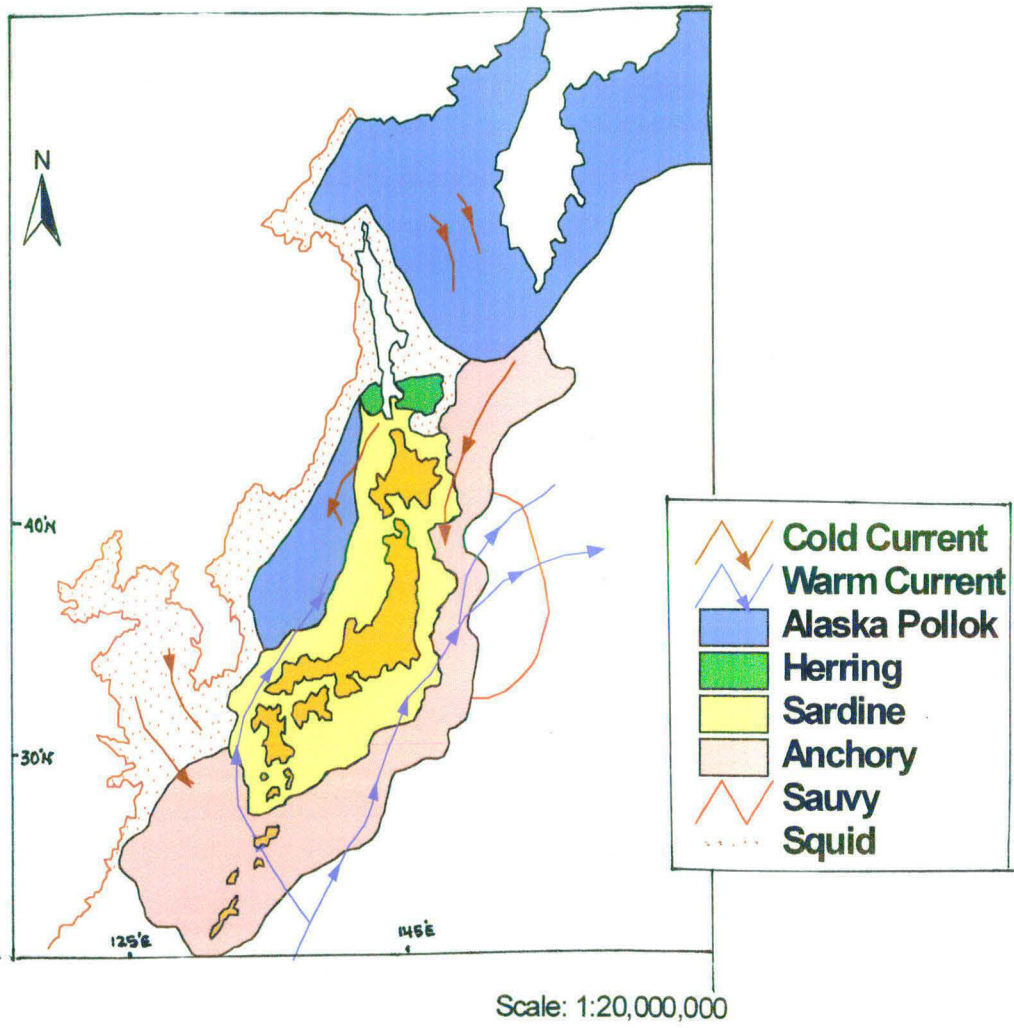 N
40°N
30°N
125°E
145°E
Cold Current
Warm Current
Alaska Pollok
Herring
Sardine
Anchory
Sauvy
Squid
Scale: 1:20,000,000